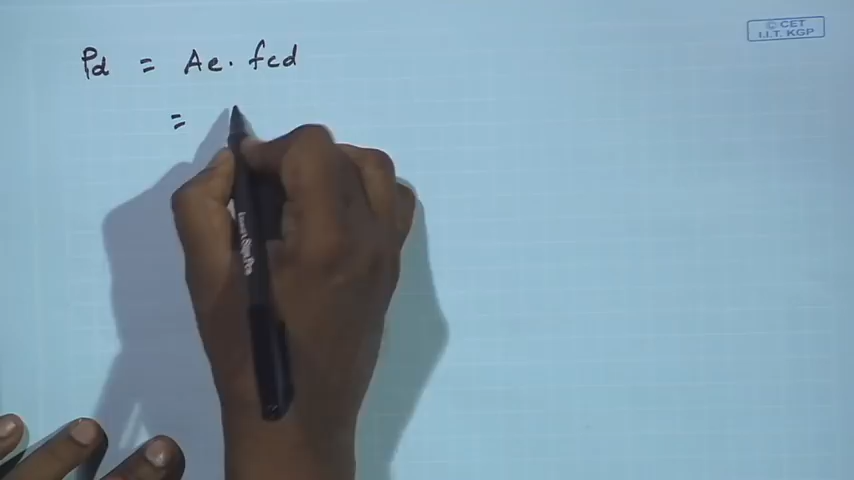 Pd = Ae. fcd
=
© CET
I.I.T. KGP